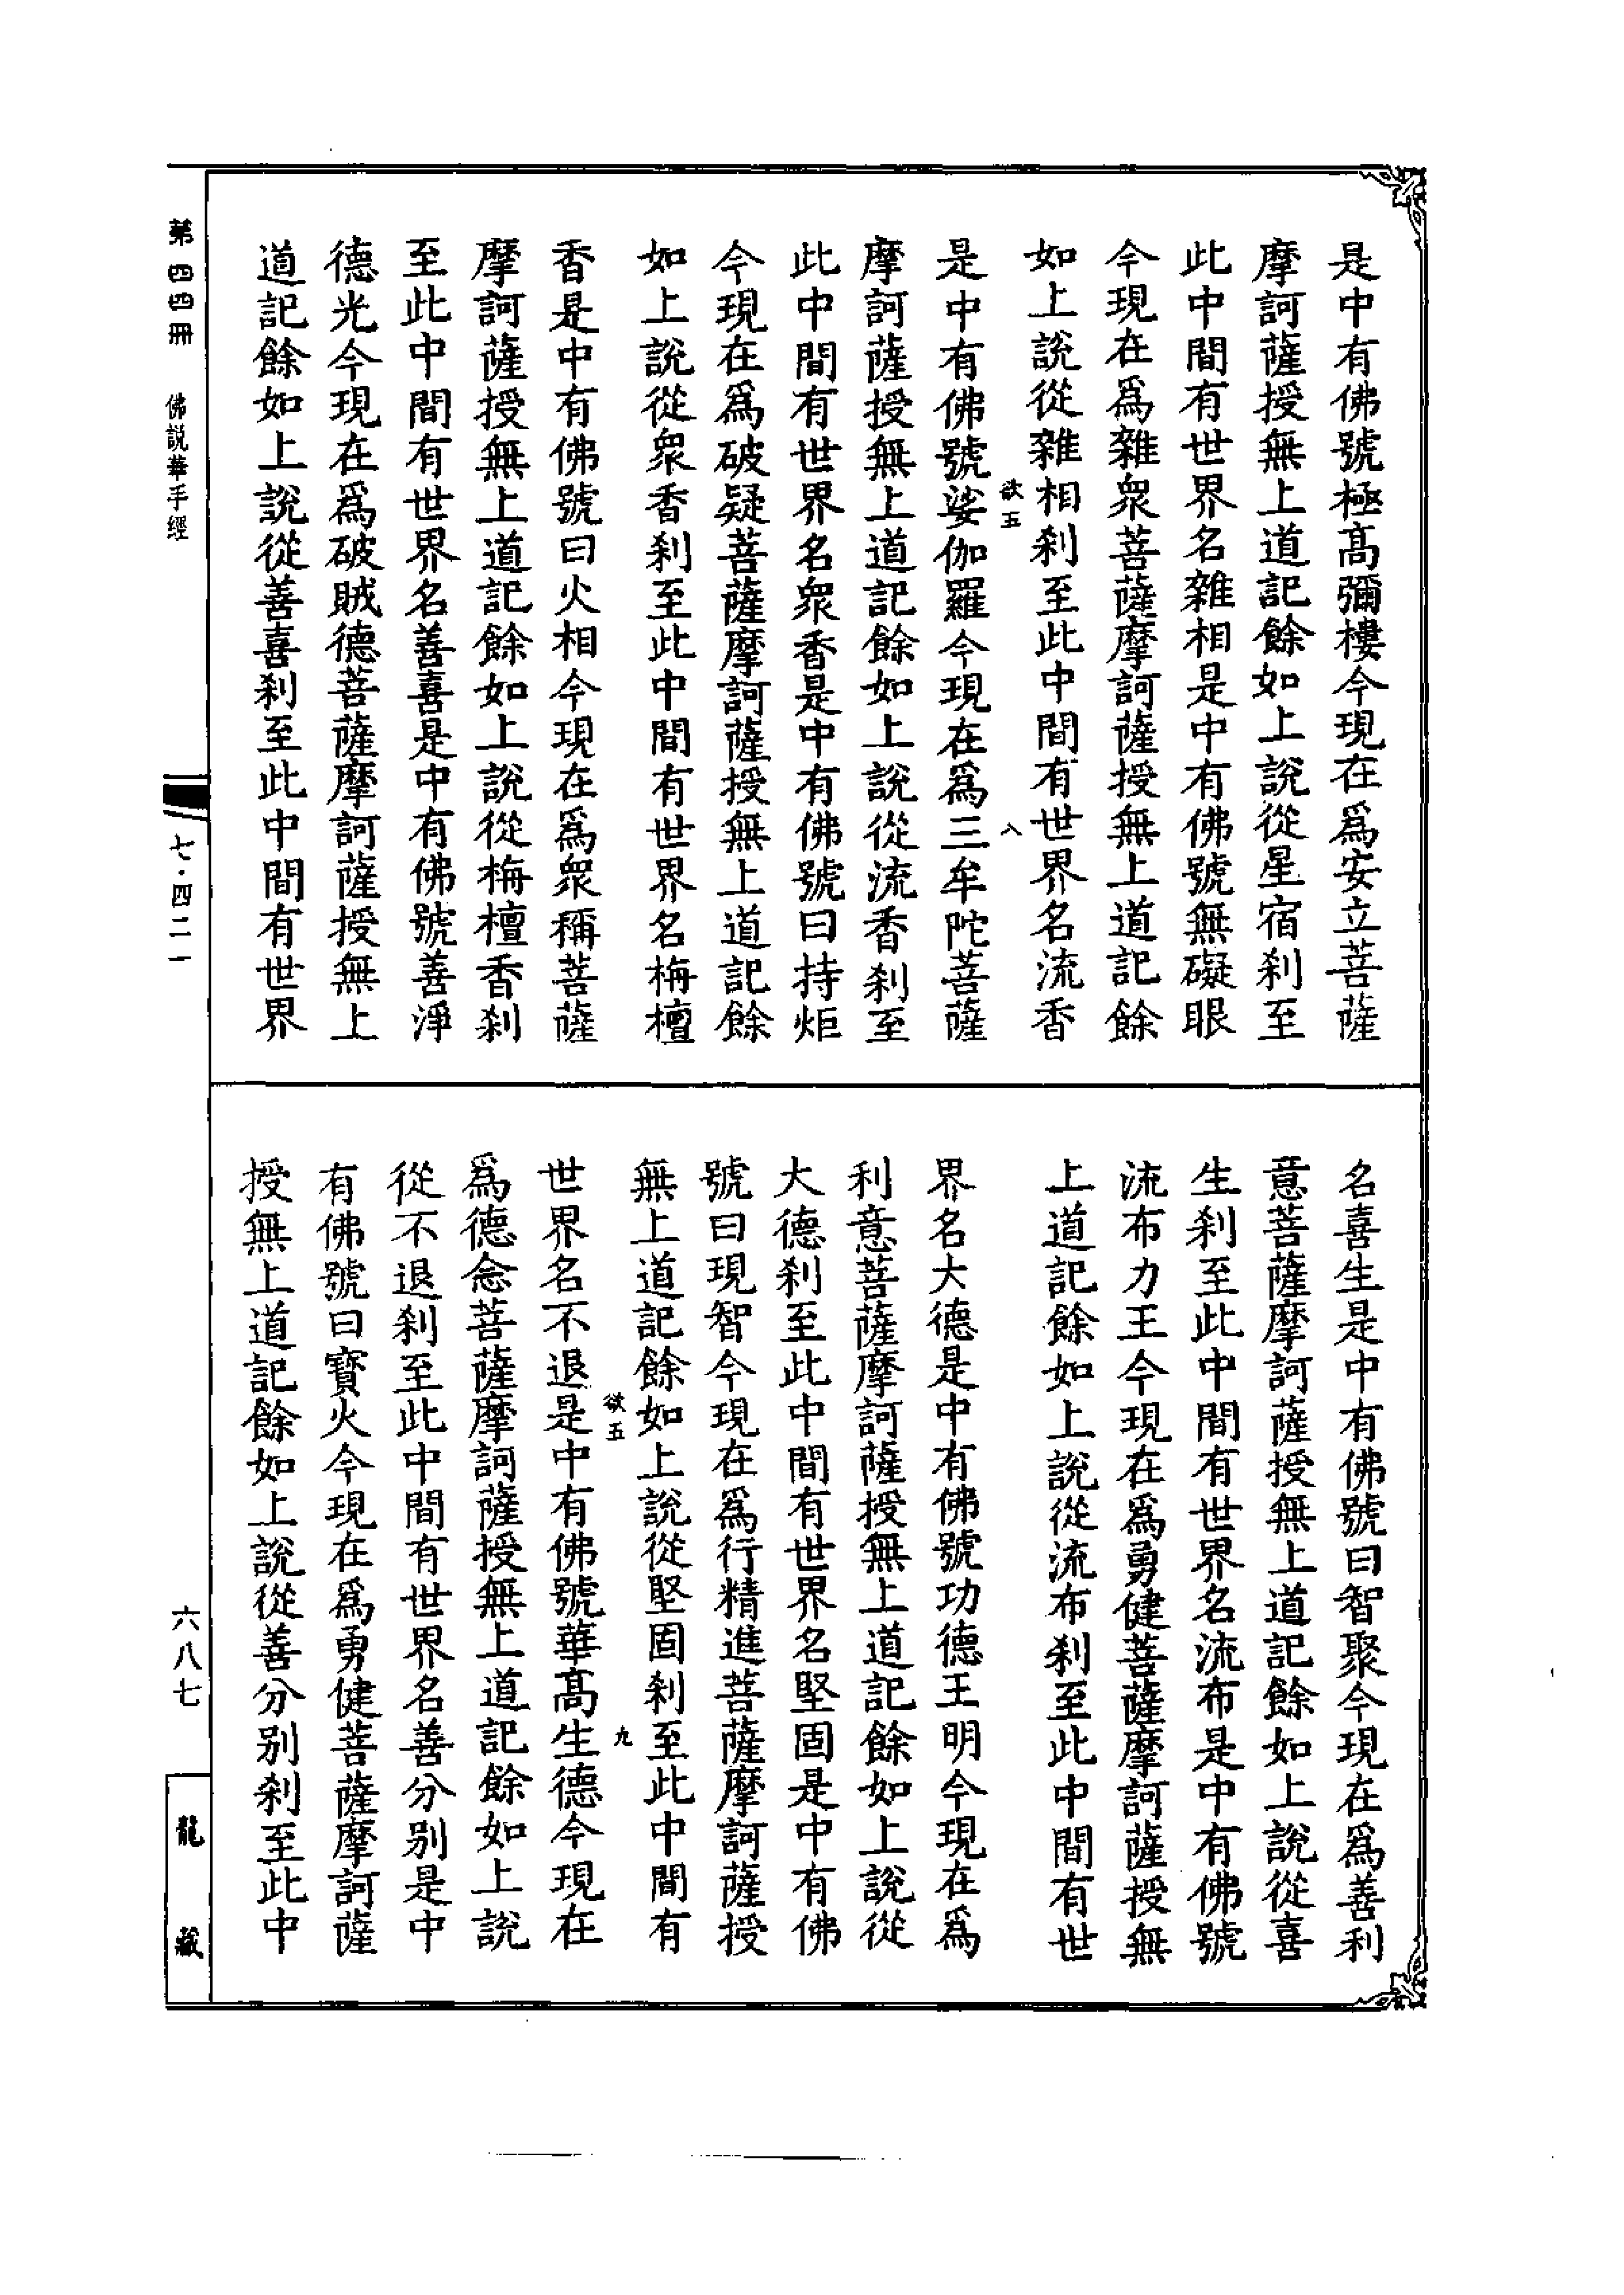 是中有佛號極高彌樓今現在爲安立菩薩
摩訶薩授無上道記餘如上說從星宿刹至
此中間有世界名雜相是中有佛號無礙眼
今現在爲雜衆菩薩摩訶薩授無上道記餘
如上說從雜相刹至此中間有世界名流香
欲五
八
是中有佛號娑伽羅今現在爲三牟陀菩薩
摩訶薩授無上道記餘如上說從流香刹至
此中間有世界名衆香是中有佛號曰持炬
今現在爲破疑菩薩摩訶薩授無上道記餘
如上說從衆香刹至此中間有世界名栴檀
香是中有佛號曰火相今現在爲衆稱菩薩
摩訶薩授無上道記餘如上說從栴檀香刹
至此中間有世界名善喜是中有佛號善淨
德光今現在爲破賊德菩薩摩訶薩授無上
道記餘如上說從善喜刹至此中間有世界
名喜生是中有佛號曰智聚今現在爲善利
意菩薩摩訶薩授無上道記餘如上說從喜
生刹至此中間有世界名流布是中有佛號
流布力王今現在爲勇健菩薩摩訶薩授無
上道記餘如上說從流布刹至此中間有世
界名大德是中有佛號功德王明今現在爲
利意菩薩摩訶薩授無上道記餘如上說從
大德刹至此中間有世界名堅固是中有佛
號曰現智今現在爲行精進菩薩摩訶薩授
無上道記餘如上說從堅固刹至此中間有
欲五
九
世界名不退是中有佛號華高生德今現在
爲德念菩薩摩訶薩授無上道記餘如上說
從不退刹至此中間有世界名善分别是中
有佛號曰寶火今現在爲勇健菩薩摩訶薩
授無上道記餘如上說從善分别刹至此中
第四四冊
佛説華手經
七·四二一
六八七
龍藏